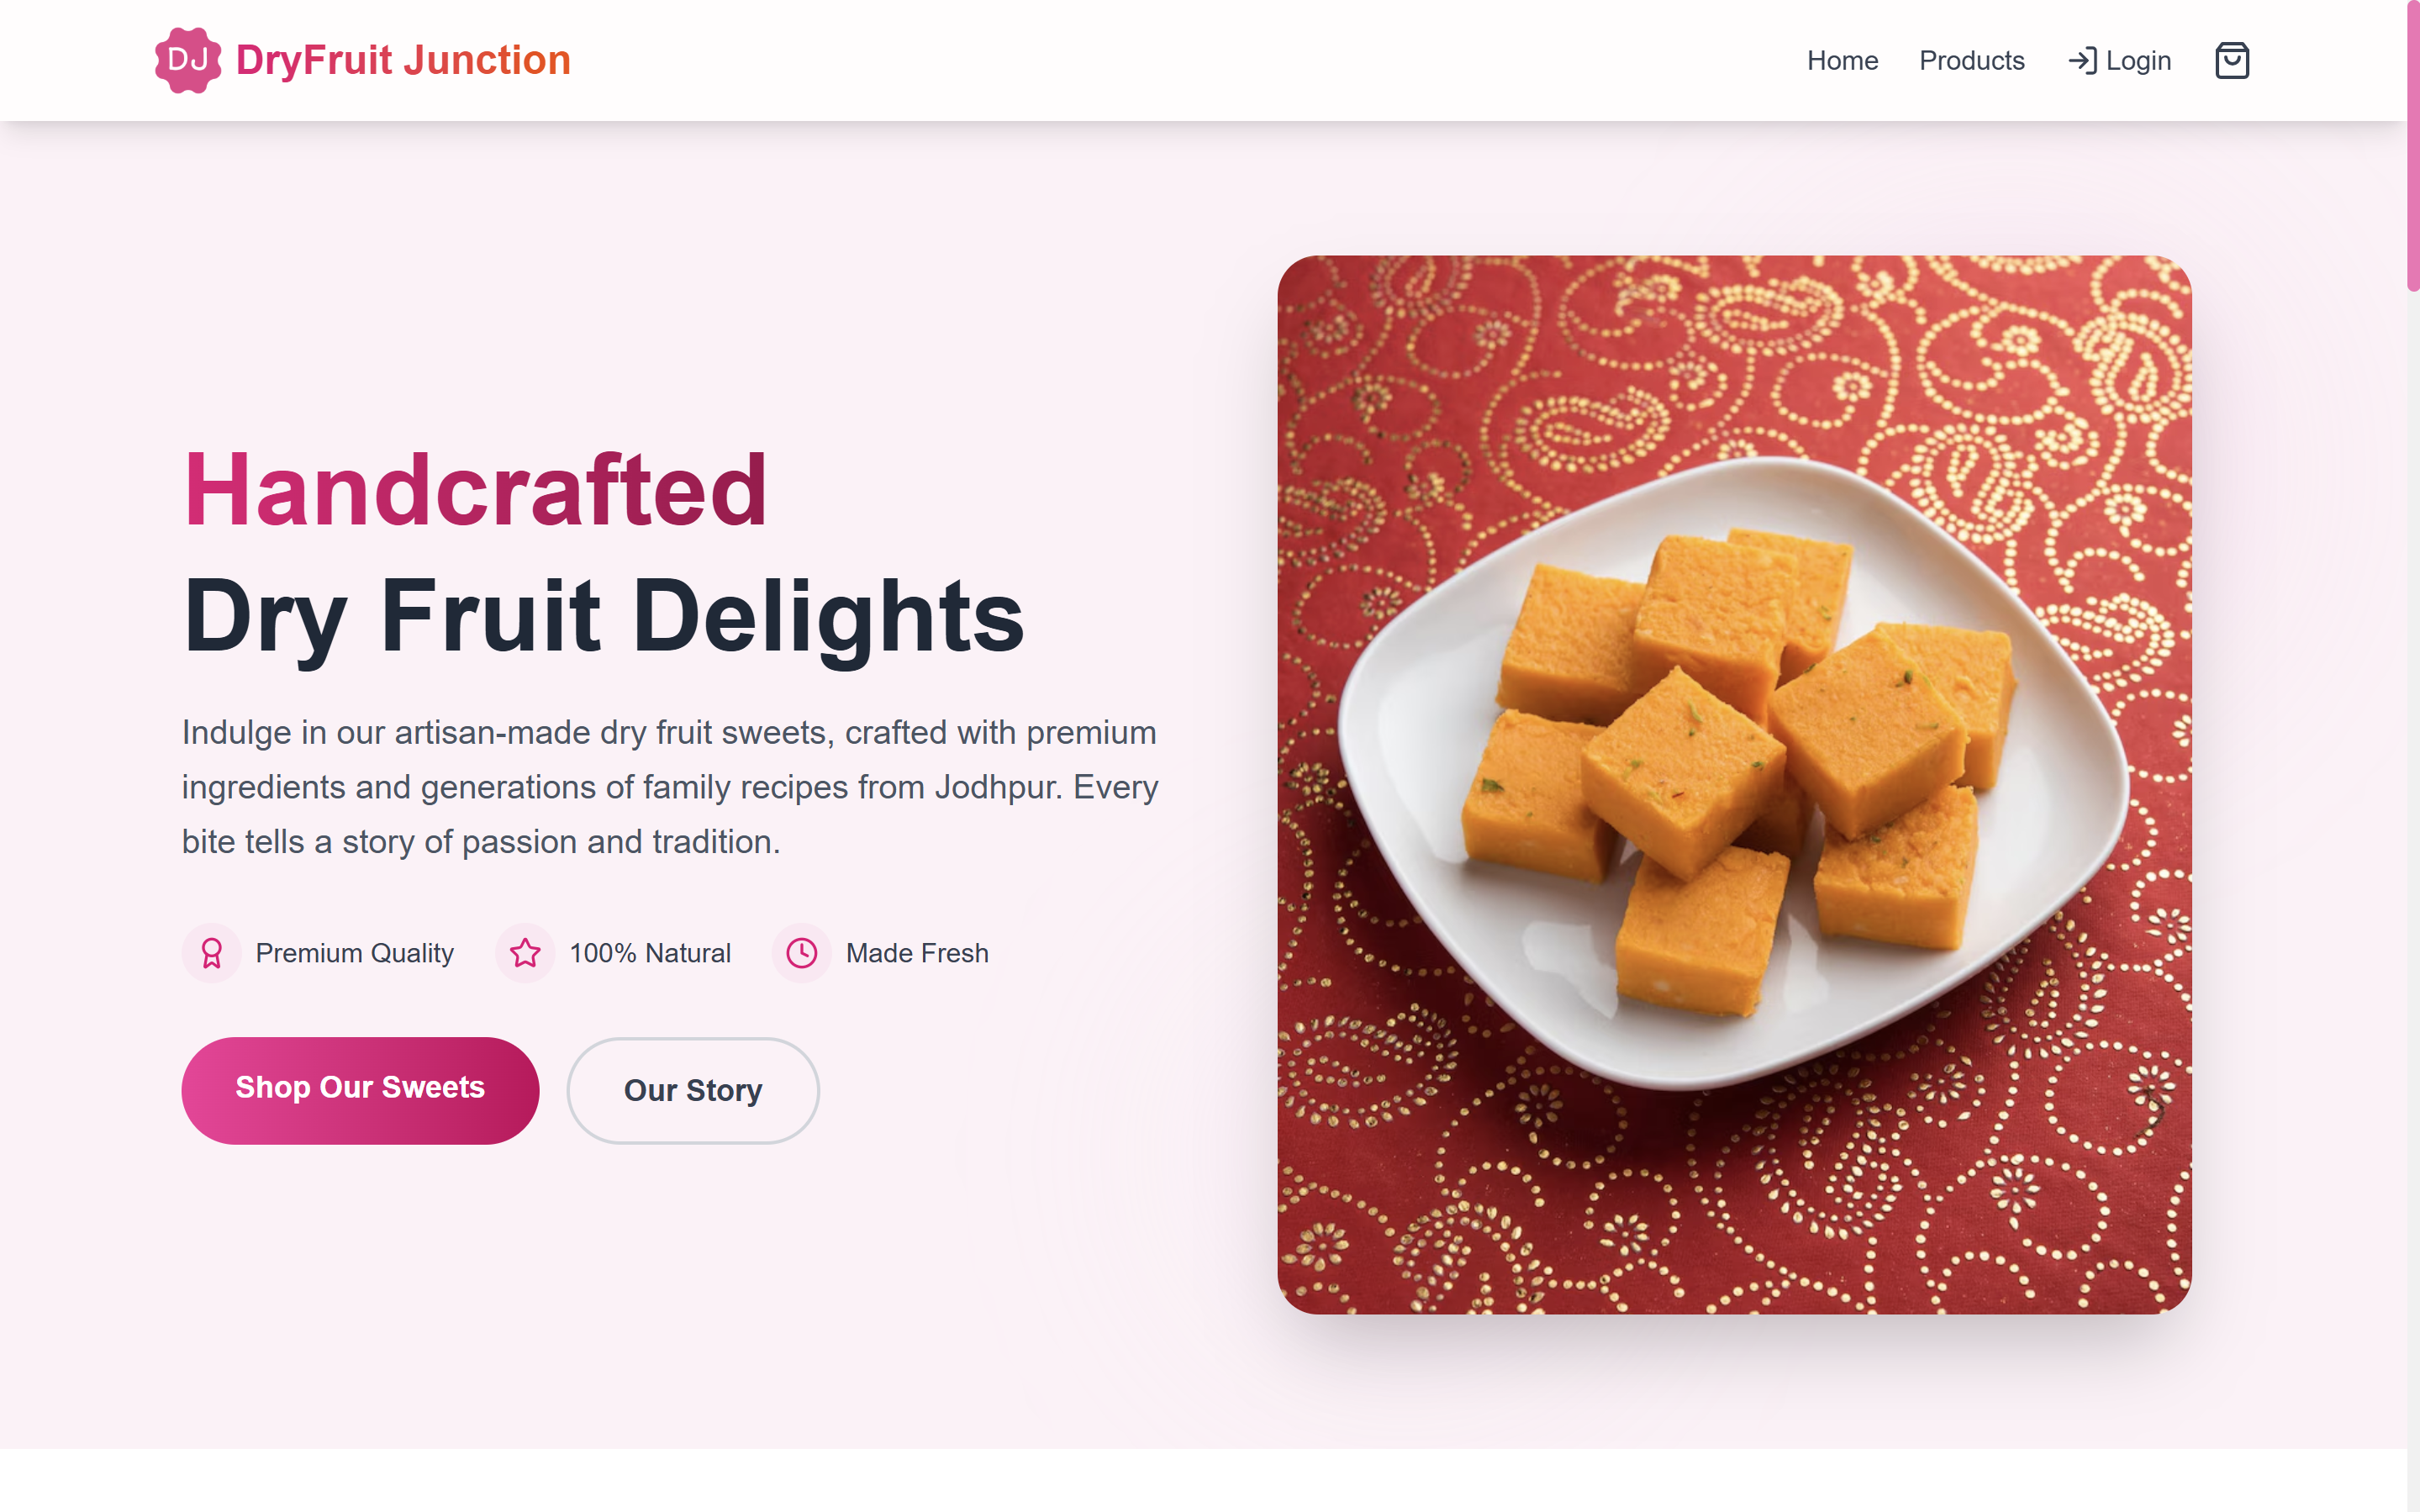 DJ
DryFruit Junction
Home
Products
Login
Handcrafted
Dry Fruit Delights
Indulge in our artisan-made dry fruit sweets, crafted with premium
ingredients and generations of family recipes from Jodhpur. Every
bite tells a story of passion and tradition.
Premium Quality
100% Natural
Made Fresh
Shop Our Sweets
Our Story